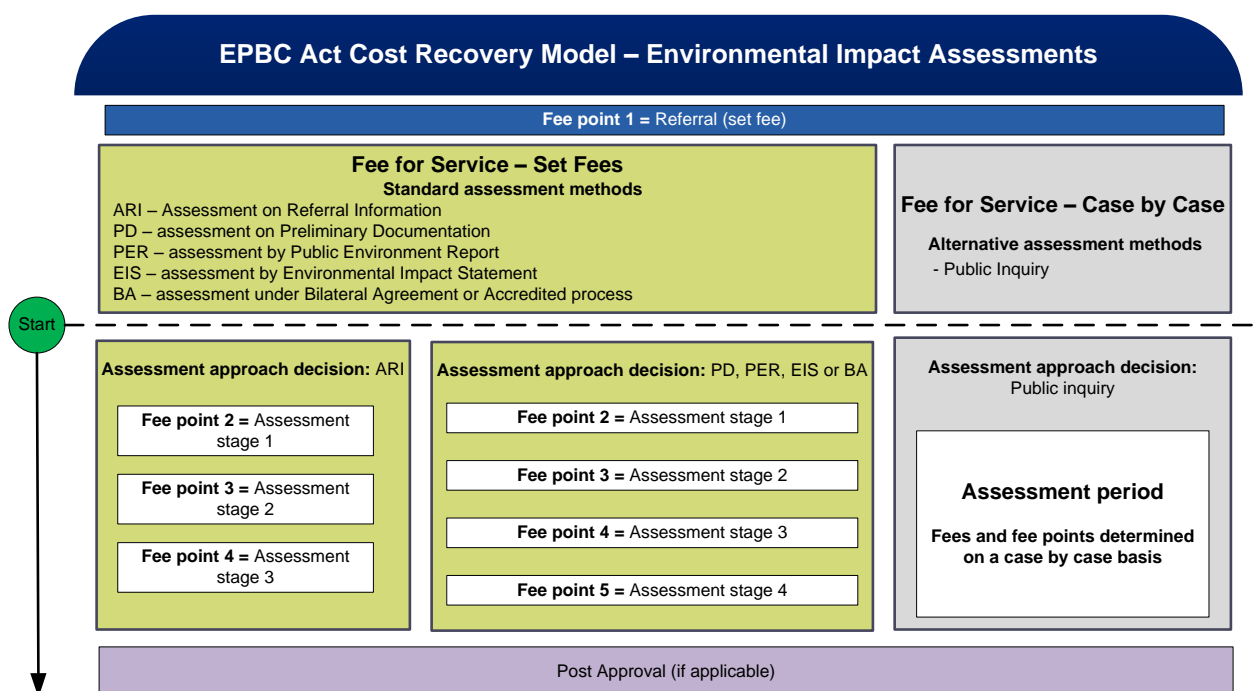 EPBC Act Cost Recovery Model – Environmental Impact Assessments
Fee point 1 = Referral (set fee)
Fee for Service – Set Fees
Standard assessment methods
ARI – Assessment on Referral Information
PD – assessment on Preliminary Documentation
PER – assessment by Public Environment Report
EIS – assessment by Environmental Impact Statement
BA – assessment under Bilateral Agreement or Accredited process
Fee for Service – Case by Case
Alternative assessment methods
- Public Inquiry
Start
Assessment approach decision: ARI
Fee point 2 = Assessment
stage 1
Fee point 3 = Assessment
stage 2
Fee point 4 = Assessment
stage 3
Assessment approach decision: PD, PER, EIS or BA
Fee point 2 = Assessment stage 1
Fee point 3 = Assessment stage 2
Fee point 4 = Assessment stage 3
Fee point 5 = Assessment stage 4
Assessment approach decision:
Public inquiry
Assessment period
Fees and fee points determined
on a case by case basis
Post Approval (if applicable)